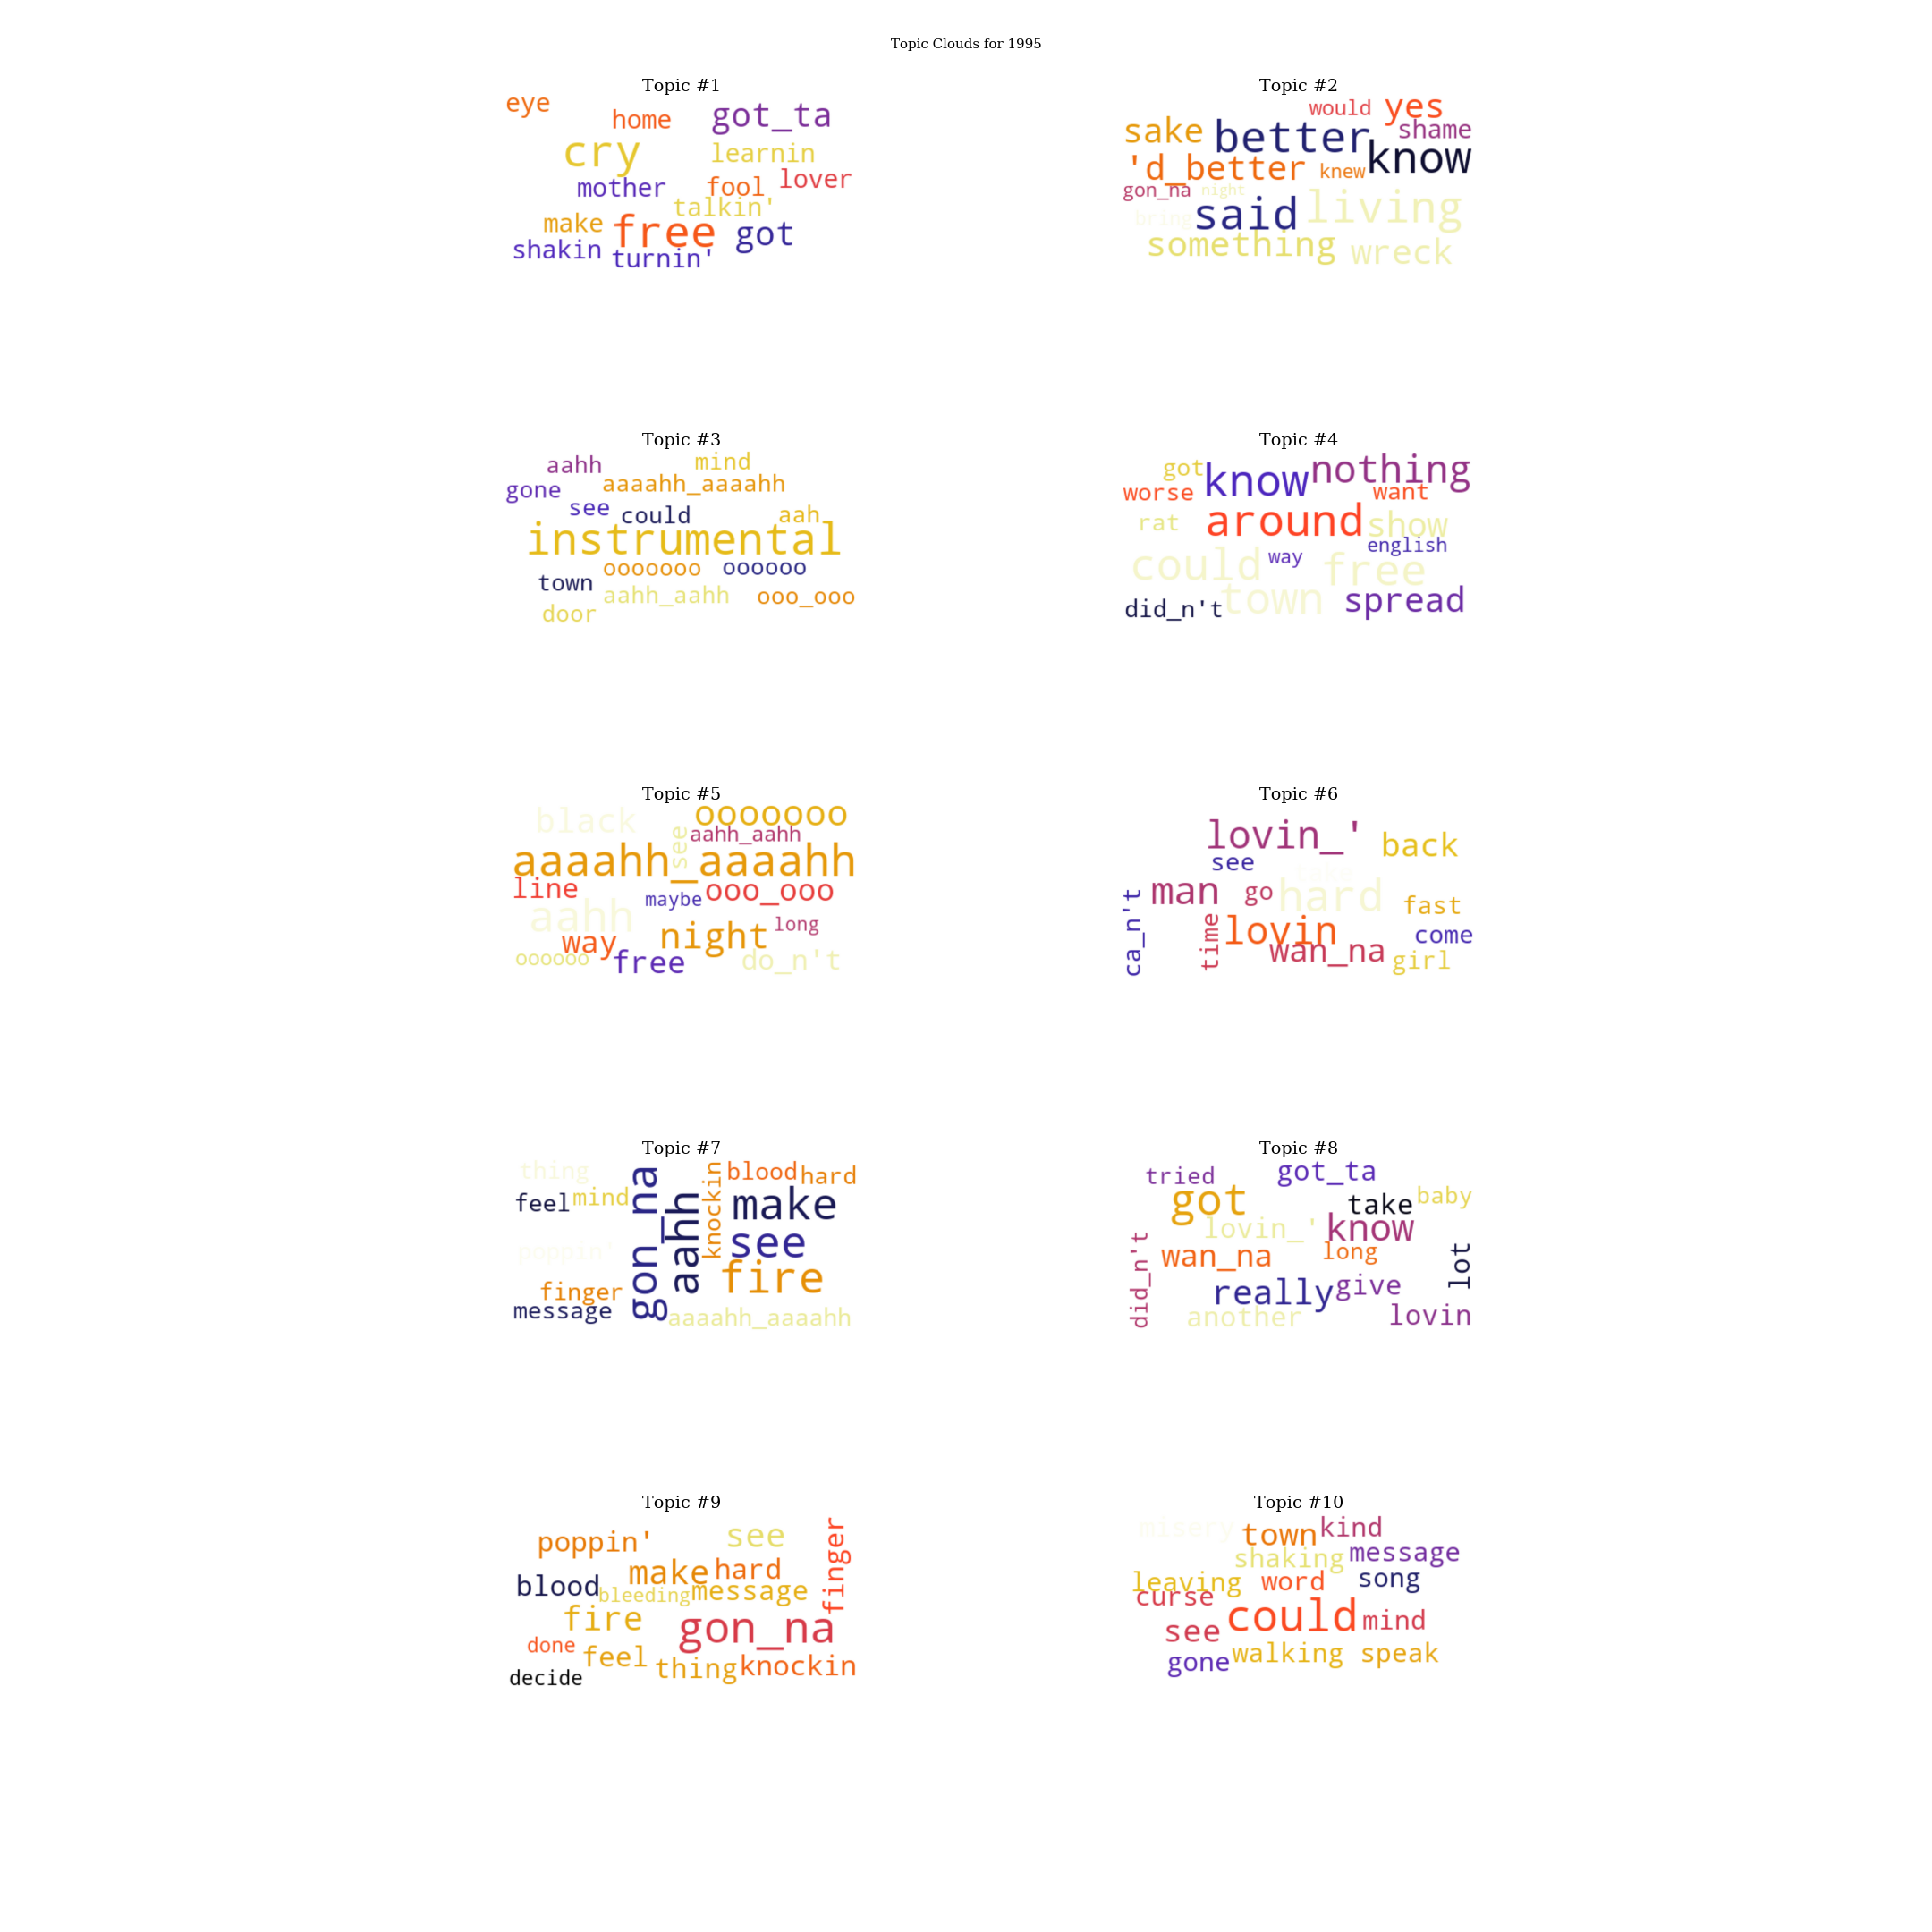 Topic Clouds for 1995
Topic #1
eye
home
got_ta
cry
learnin
mother
fool
lover
talkin'
make
free
got
shakin
turnin'
Topic #2
would
yes
sake
better
shame
'd_better
knew
know
gon_na
night
bring
said
living
something
wreck
Topic #3
aahh
mind
gone
aaaahh_aaaahh
see
could
aah
instrumental
ooooooo
oooooo
town
aahh_aahh
ooo_ooo
door
Topic #4
got
know
nothing
worse
want
rat
around
show
english
could
way
free
did_n't
town
spread
Topic #5
black
ooooooo
see
aahh_aahh
aaaahh_aaaahh
line
maybe
ooo_ooo
aahh
way
night
long
oooooo
free
do_n't
Topic #6
lovin_'
back
see
take
man
go
hard
fast
ca_n't
time
lovin
come
wan_na
girl
Topic #7
thing
gon_na
knockin
blood
hard
feel
mind
aahh
make
poppin'
see
finger
fire
message
aaaahh_aaaahh
Topic #8
tried
got_ta
got
take
baby
lovin_'
know
did_n't
wan_na
long
lot
really
give
another
lovin
Topic #9
poppin'
see
finger
make
hard
blood
bleeding
message
fire
gon_na
done
feel
thing
knockin
decide
Topic #10
misery
town
kind
shaking
message
leaving
word
song
curse
could
mind
see
walking
speak
gone